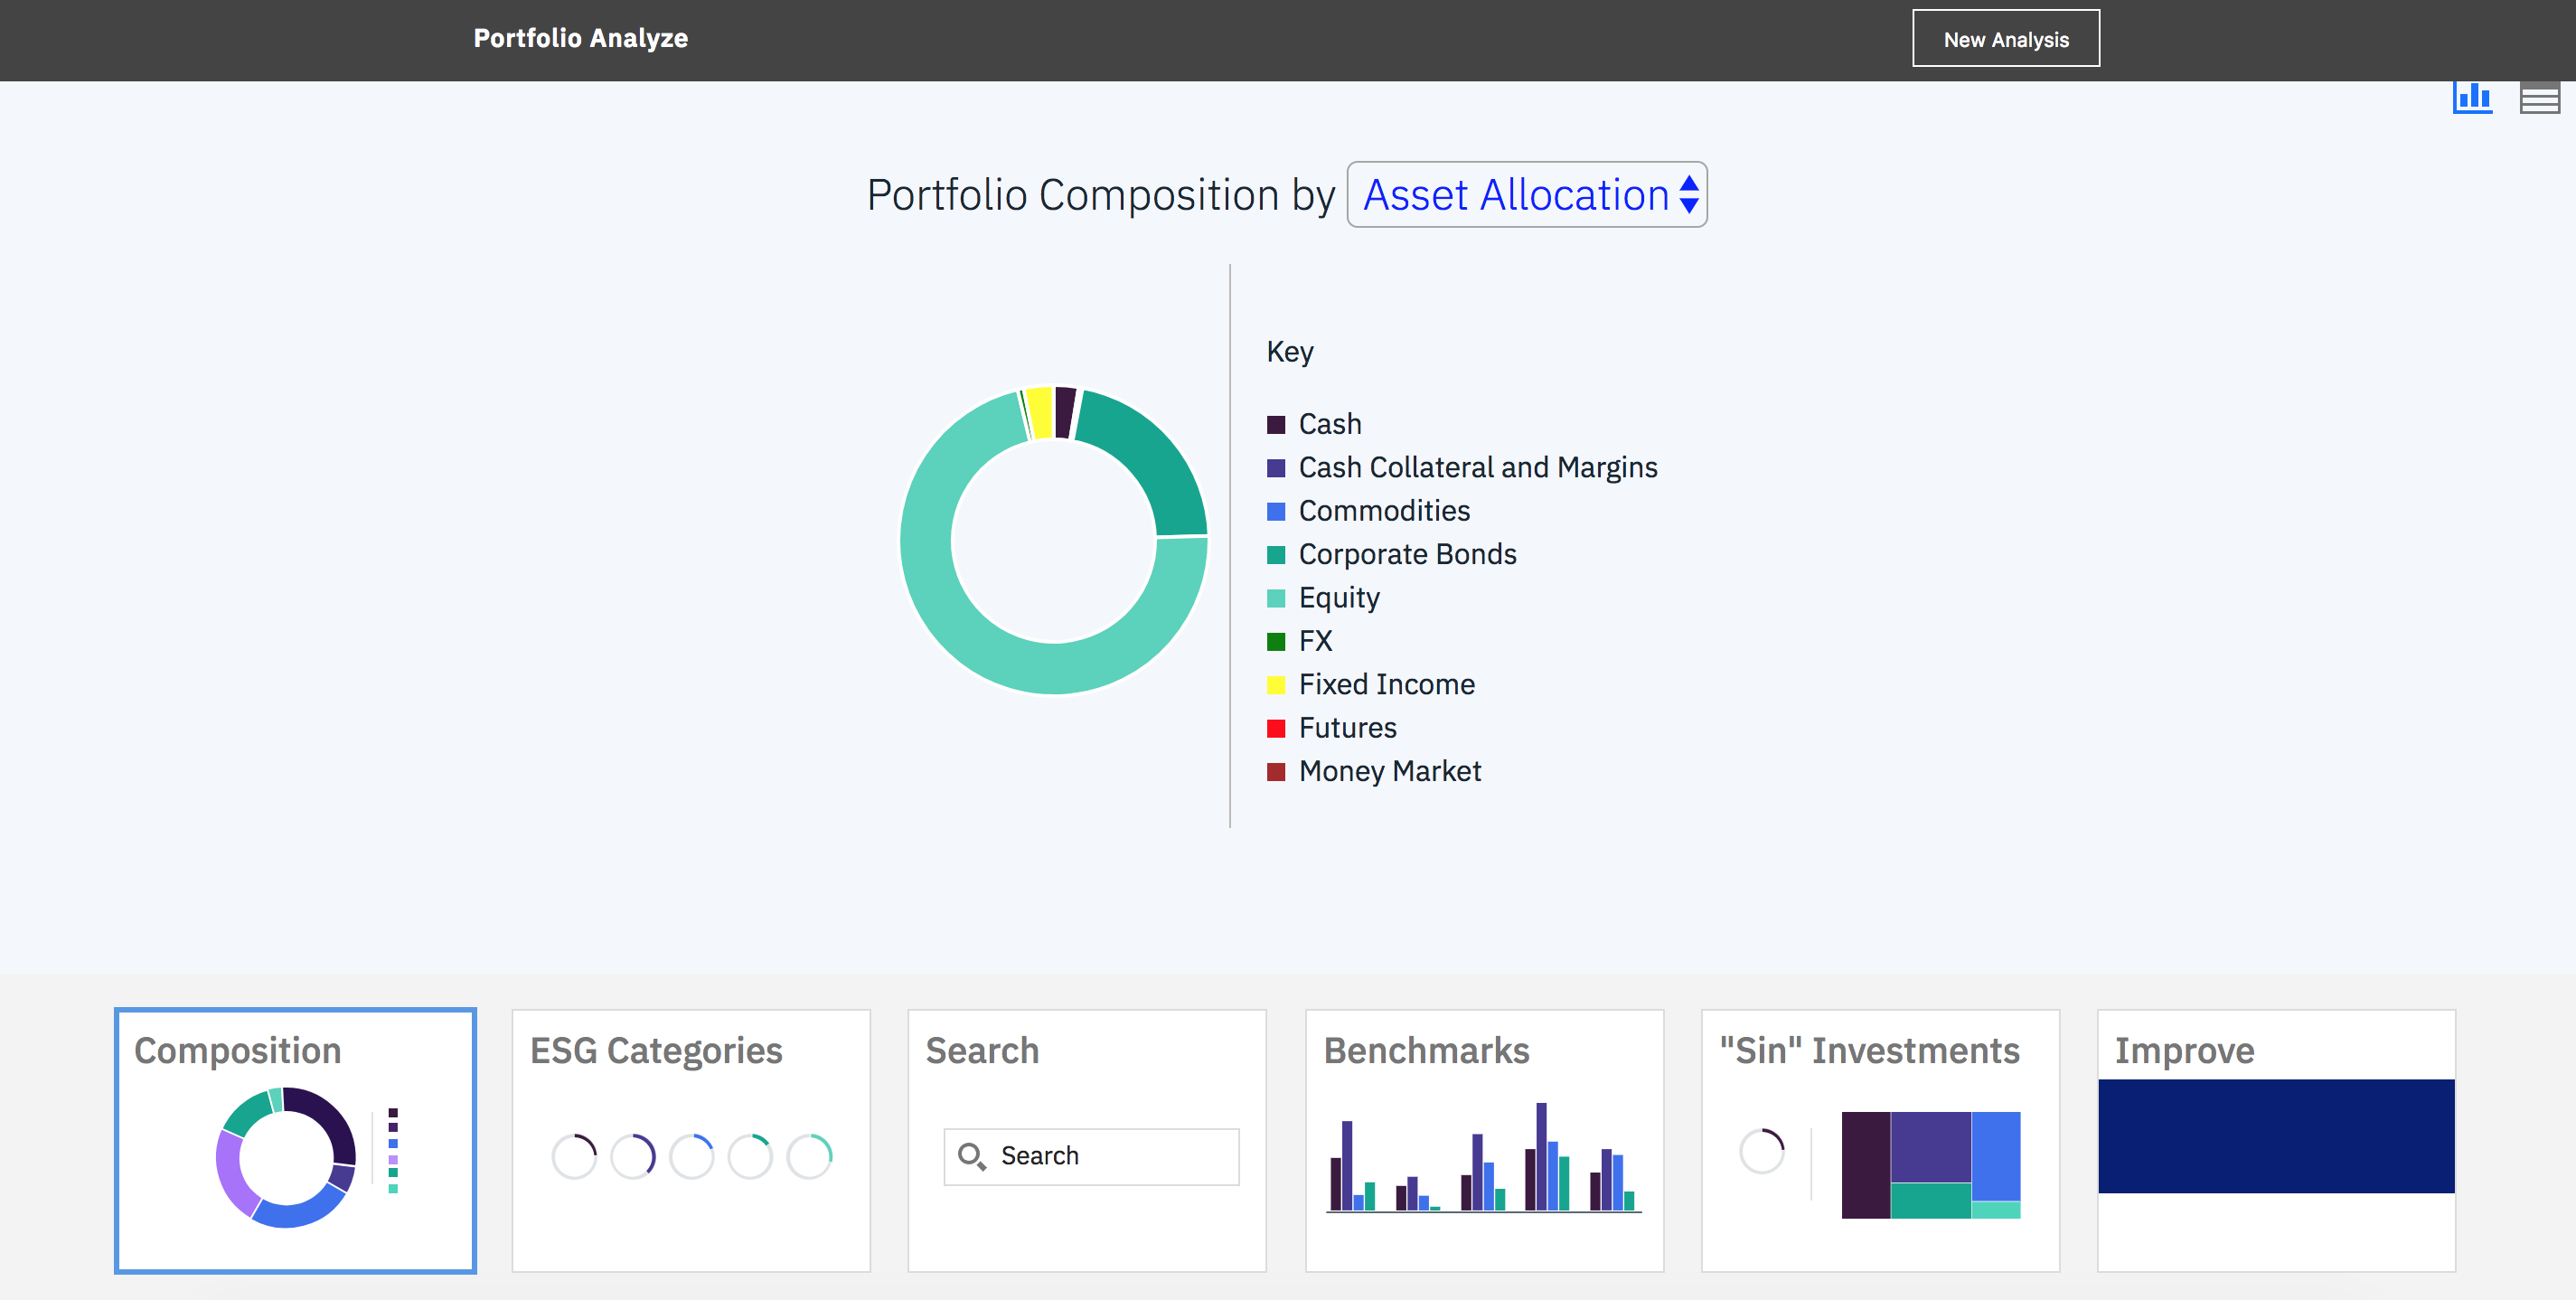 Portfolio Analyze
New Analysis
Portfolio Composition by Asset Allocation
Key
Cash
Cash Collateral and Margins
Commodities
Corporate Bonds
Equity
FX
Fixed Income
Futures
Money Market
Composition
ESG Categories
Search
Search
Benchmarks
"Sin" Investments
Improve